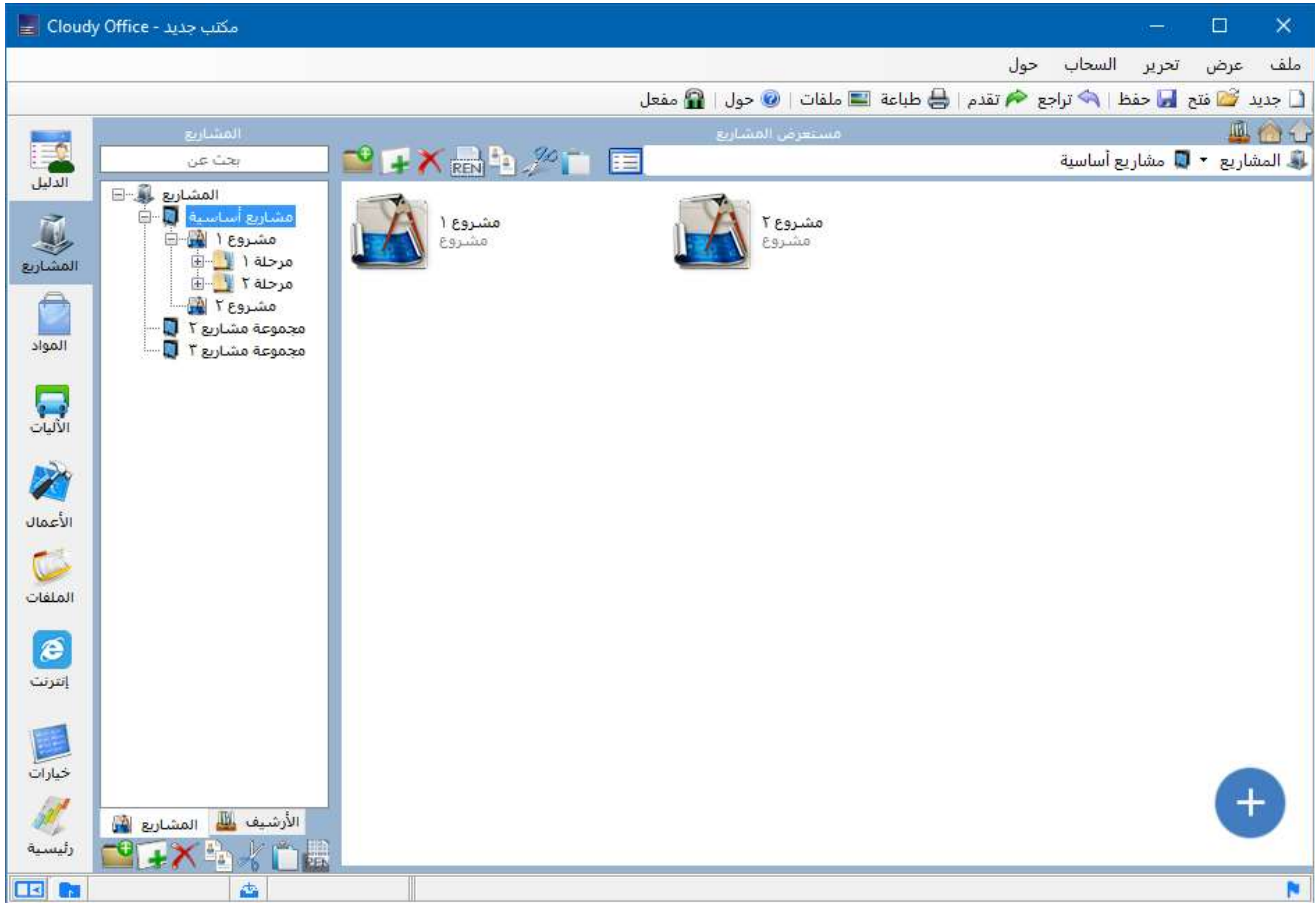 مكتب جديد - Cloudy Office
ملف عرض تحرير السحاب حول
جديد فتح حفظ تراجع تقدم طباعة ملفات حول مفعل
المشاريع
مستعرض المشاريع
بحث عن
REN
المشاريع مشاريع أساسية
الدليل
المشاريع
المواد
الأليات
الأعمال
الملفات
إنترنت
خيارات
رئيسية
المشاريع
مشاريع أساسية
مشروع ١
مرحلة ١
مرحلة ٢
مشروع ٢
مجموعة مشاريع ٢
مجموعة مشاريع ٣
مشروع ١
مشروع
مشروع ٢
مشروع
المشاريع الأرشيف
REN